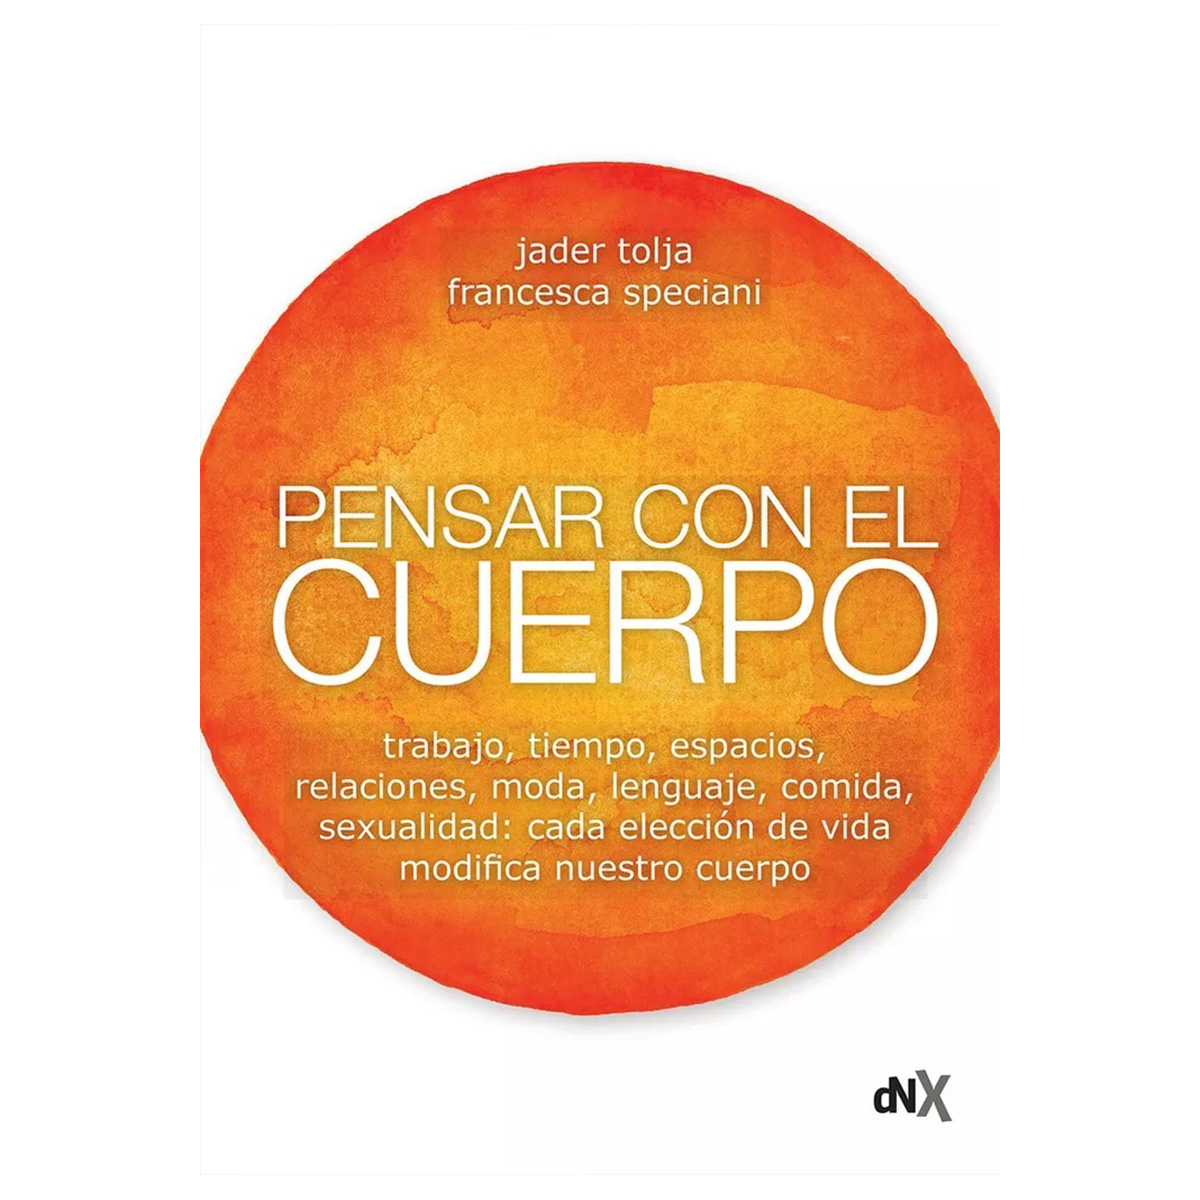 jader tolja
francesca speciani
PENSAR CON EL
CUERPO
trabajo, tiempo, espacios,
relaciones, moda, lenguaje, comida,
sexualidad: cada elección de vida
modifica nuestro cuerpo
dNX